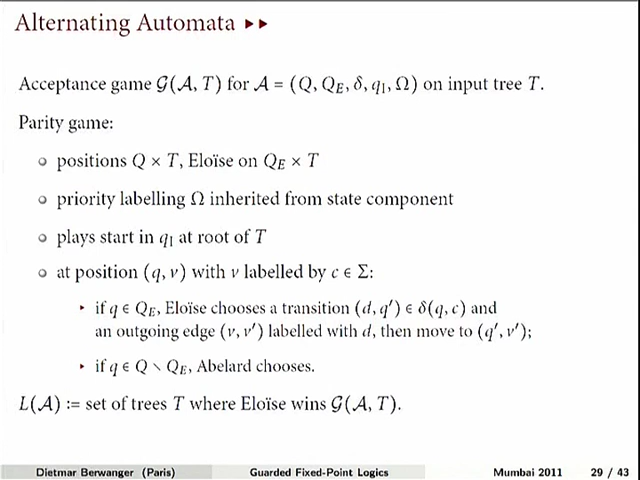 Alternating Automata ▸▸
Acceptance game 𝒢(𝒜, T) for 𝒜 = (Q, Q_E, δ, q_I, Ω) on input tree T.
Parity game:
positions Q × T, Eloïse on Q_E × T
priority labelling Ω inherited from state component
plays start in q_I at root of T
at position (q, ν) with ν labelled by c ∈ Σ:
▸ if q ∈ Q_E, Eloïse chooses a transition (d, q′) ∈ δ(q, c) and
an outgoing edge (ν, ν′) labelled with d, then move to (q′, ν′);
▸ if q ∈ Q ∖ Q_E, Abelard chooses.
L(𝒜) := set of trees T where Eloïse wins 𝒢(𝒜, T).
Dietmar Berwanger (Paris) Guarded Fixed-Point Logics Mumbai 2011 29 / 43